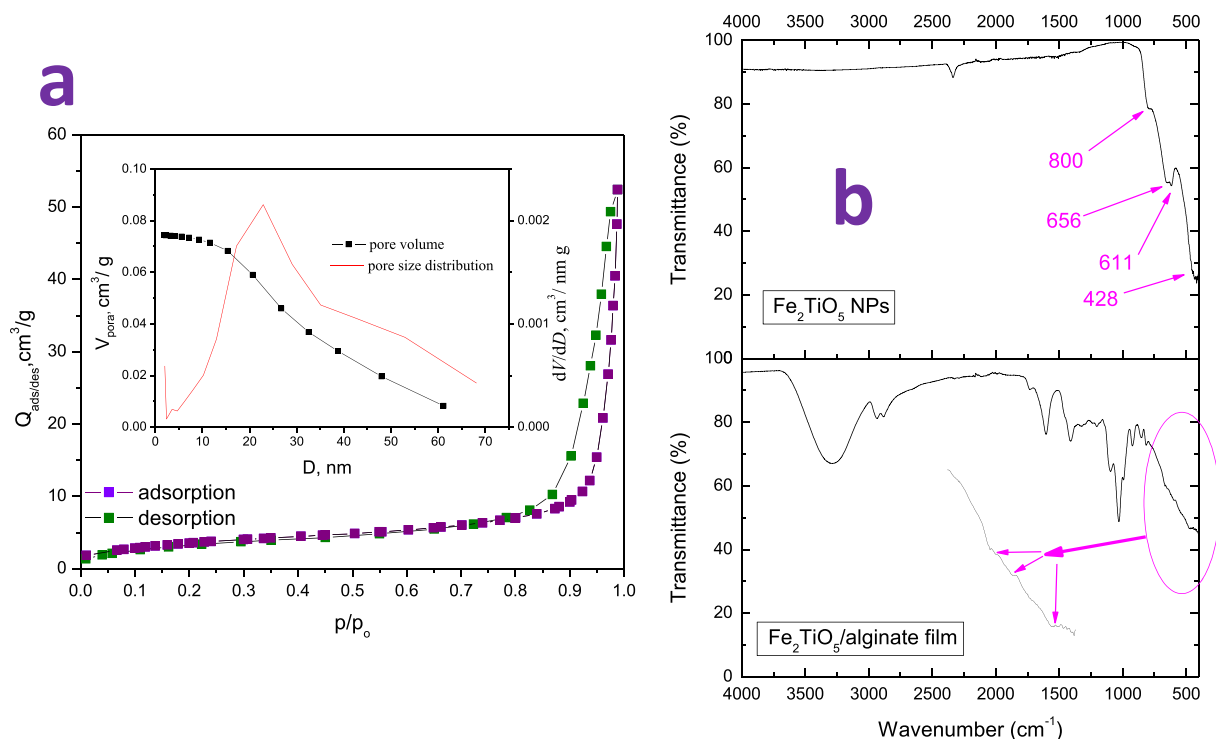 a
60
50
40
30
20
10
0
Q_ads/des,cm³/g
0.0 0.1 0.2 0.3 0.4 0.5 0.6 0.7 0.8 0.9 1.0
p/p_o
adsorption
desorption
0.10
0.08
0.06
0.04
0.02
0.00
V_pora, cm³/ g
0 10 20 30 40 50 60 70
D, nm
0.002
0.001
0.000
dV/dD, cm³/ nm g
pore volume
pore size distribution
b
4000 3500 3000 2500 2000 1500 1000 500
100
80
60
40
20
Transmittance (%)
800
656
611
428
Fe₂TiO₅ NPs
100
80
60
40
20
0
Transmittance (%)
Fe₂TiO₅/alginate film
4000 3500 3000 2500 2000 1500 1000 500
Wavenumber (cm⁻¹)